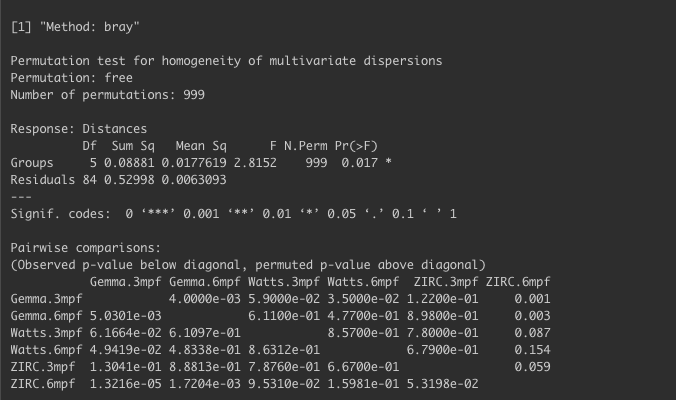 [1] "Method: bray"
Permutation test for homogeneity of multivariate dispersions
Permutation: free
Number of permutations: 999
Response: Distances
Df Sum Sq Mean Sq F N.Perm Pr(>F)
Groups 5 0.08881 0.0177619 2.8152 999 0.017 *
Residuals 84 0.52998 0.0063093
---
Signif. codes: 0 ‘***’ 0.001 ‘**’ 0.01 ‘*’ 0.05 ‘.’ 0.1 ‘ ’ 1
Pairwise comparisons:
(Observed p-value below diagonal, permuted p-value above diagonal)
Gemma.3mpf Gemma.6mpf Watts.3mpf Watts.6mpf ZIRC.3mpf ZIRC.6mpf
Gemma.3mpf 4.0000e-03 5.9000e-02 3.5000e-02 1.2200e-01 0.001
Gemma.6mpf 5.0301e-03 6.1100e-01 4.7700e-01 8.9800e-01 0.003
Watts.3mpf 6.1664e-02 6.1097e-01 8.5700e-01 7.8000e-01 0.087
Watts.6mpf 4.9419e-02 4.8338e-01 8.6312e-01 6.7900e-01 0.154
ZIRC.3mpf 1.3041e-01 8.8813e-01 7.8760e-01 6.6700e-01 0.059
ZIRC.6mpf 1.3216e-05 1.7204e-03 9.5310e-02 1.5981e-01 5.3198e-02